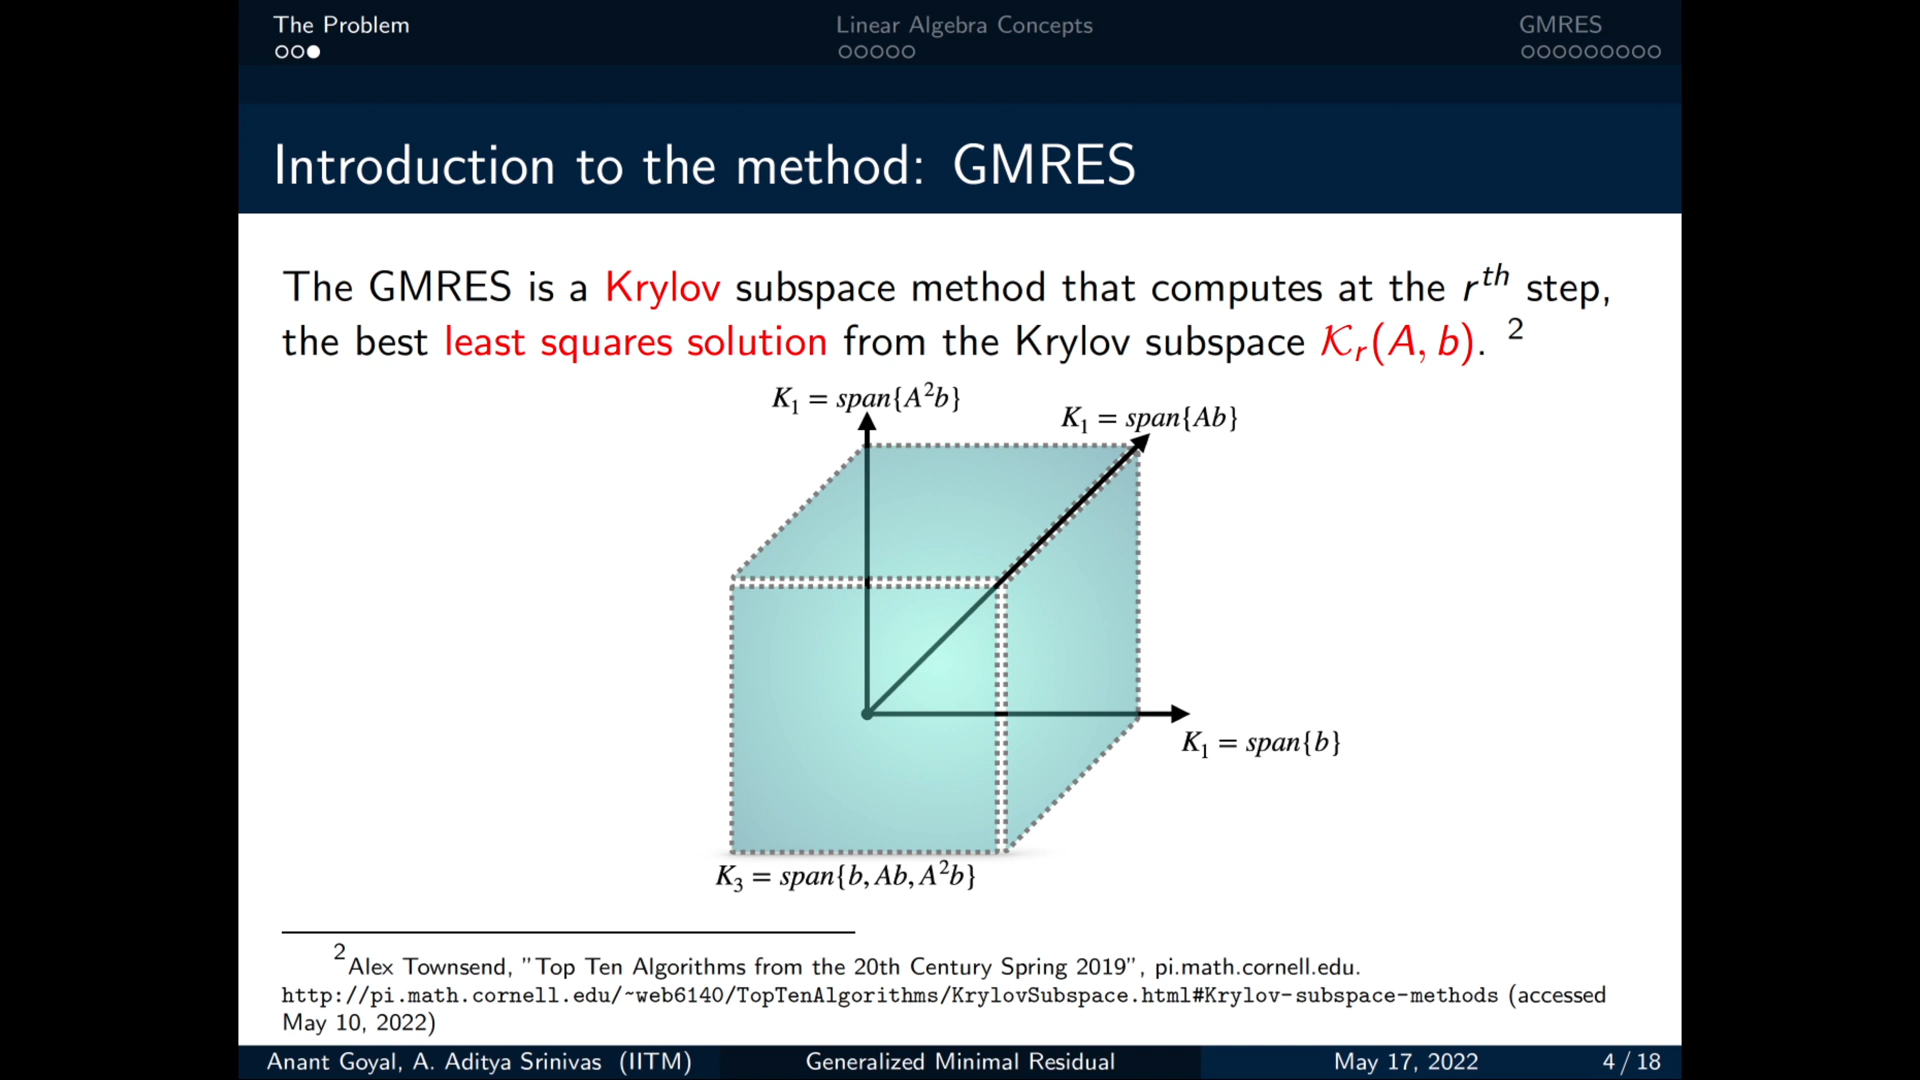 The Problem
Linear Algebra Concepts
GMRES
Introduction to the method: GMRES
The GMRES is a Krylov subspace method that computes at the rᵗʰ step,
the best least squares solution from the Krylov subspace 𝒦ᵣ(A, b). ²
K₁ = span{A²b}
K₁ = span{Ab}
K₁ = span{b}
K₃ = span{b, Ab, A²b}
²Alex Townsend, "Top Ten Algorithms from the 20th Century Spring 2019", pi.math.cornell.edu.
http://pi.math.cornell.edu/~web6140/TopTenAlgorithms/KrylovSubspace.html#Krylov-subspace-methods (accessed
May 10, 2022)
Anant Goyal, A. Aditya Srinivas (IITM)
Generalized Minimal Residual
May 17, 2022
4 / 18